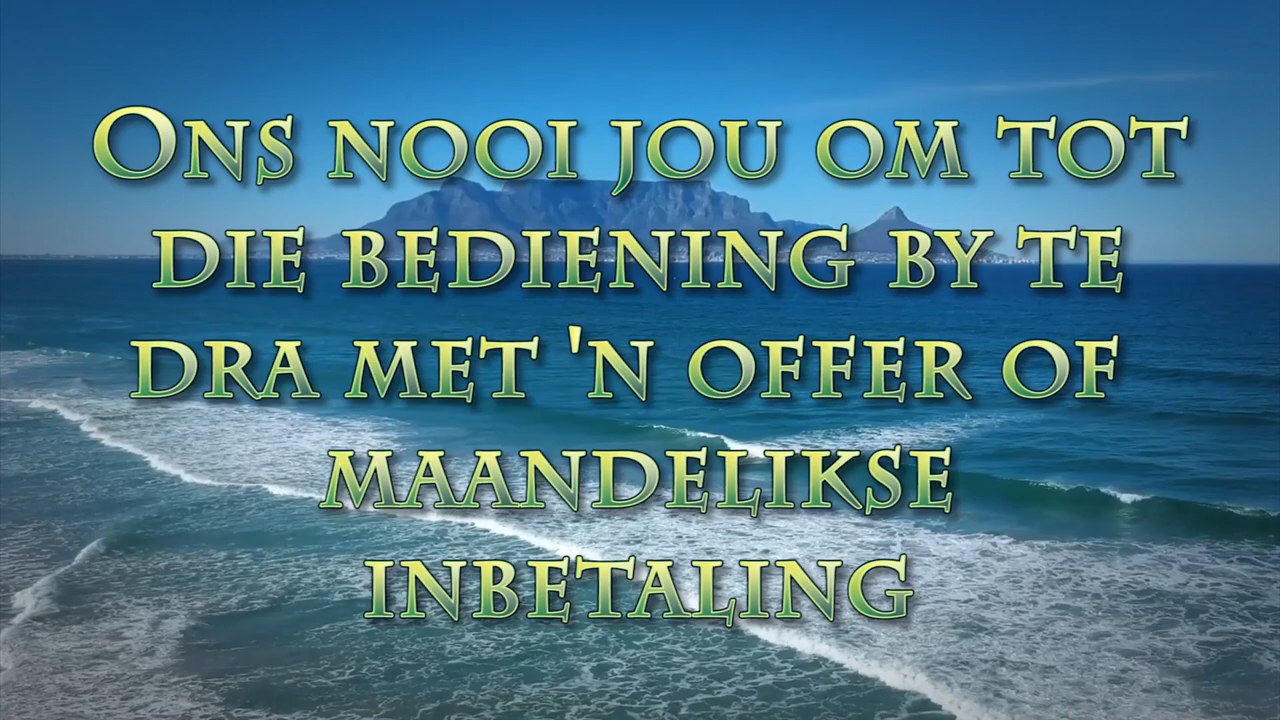 Ons nooi jou om tot
die bediening by te
dra met 'n offer of
maandelikse
inbetaling